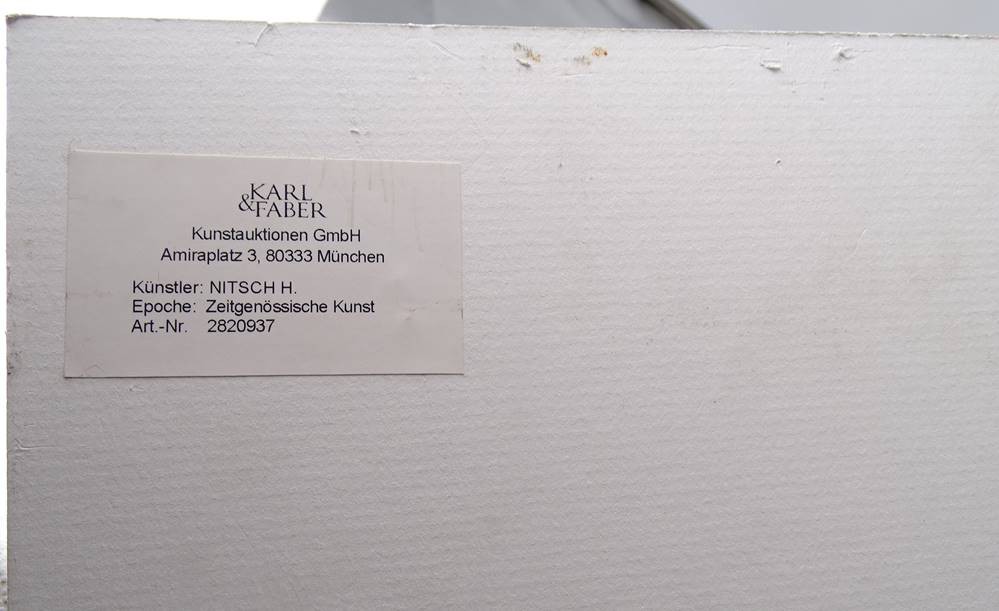 KARL
&FABER
Kunstauktionen GmbH
Amiraplatz 3, 80333 München
Künstler: NITSCH H.
Epoche: Zeitgenössische Kunst
Art.-Nr. 2820937